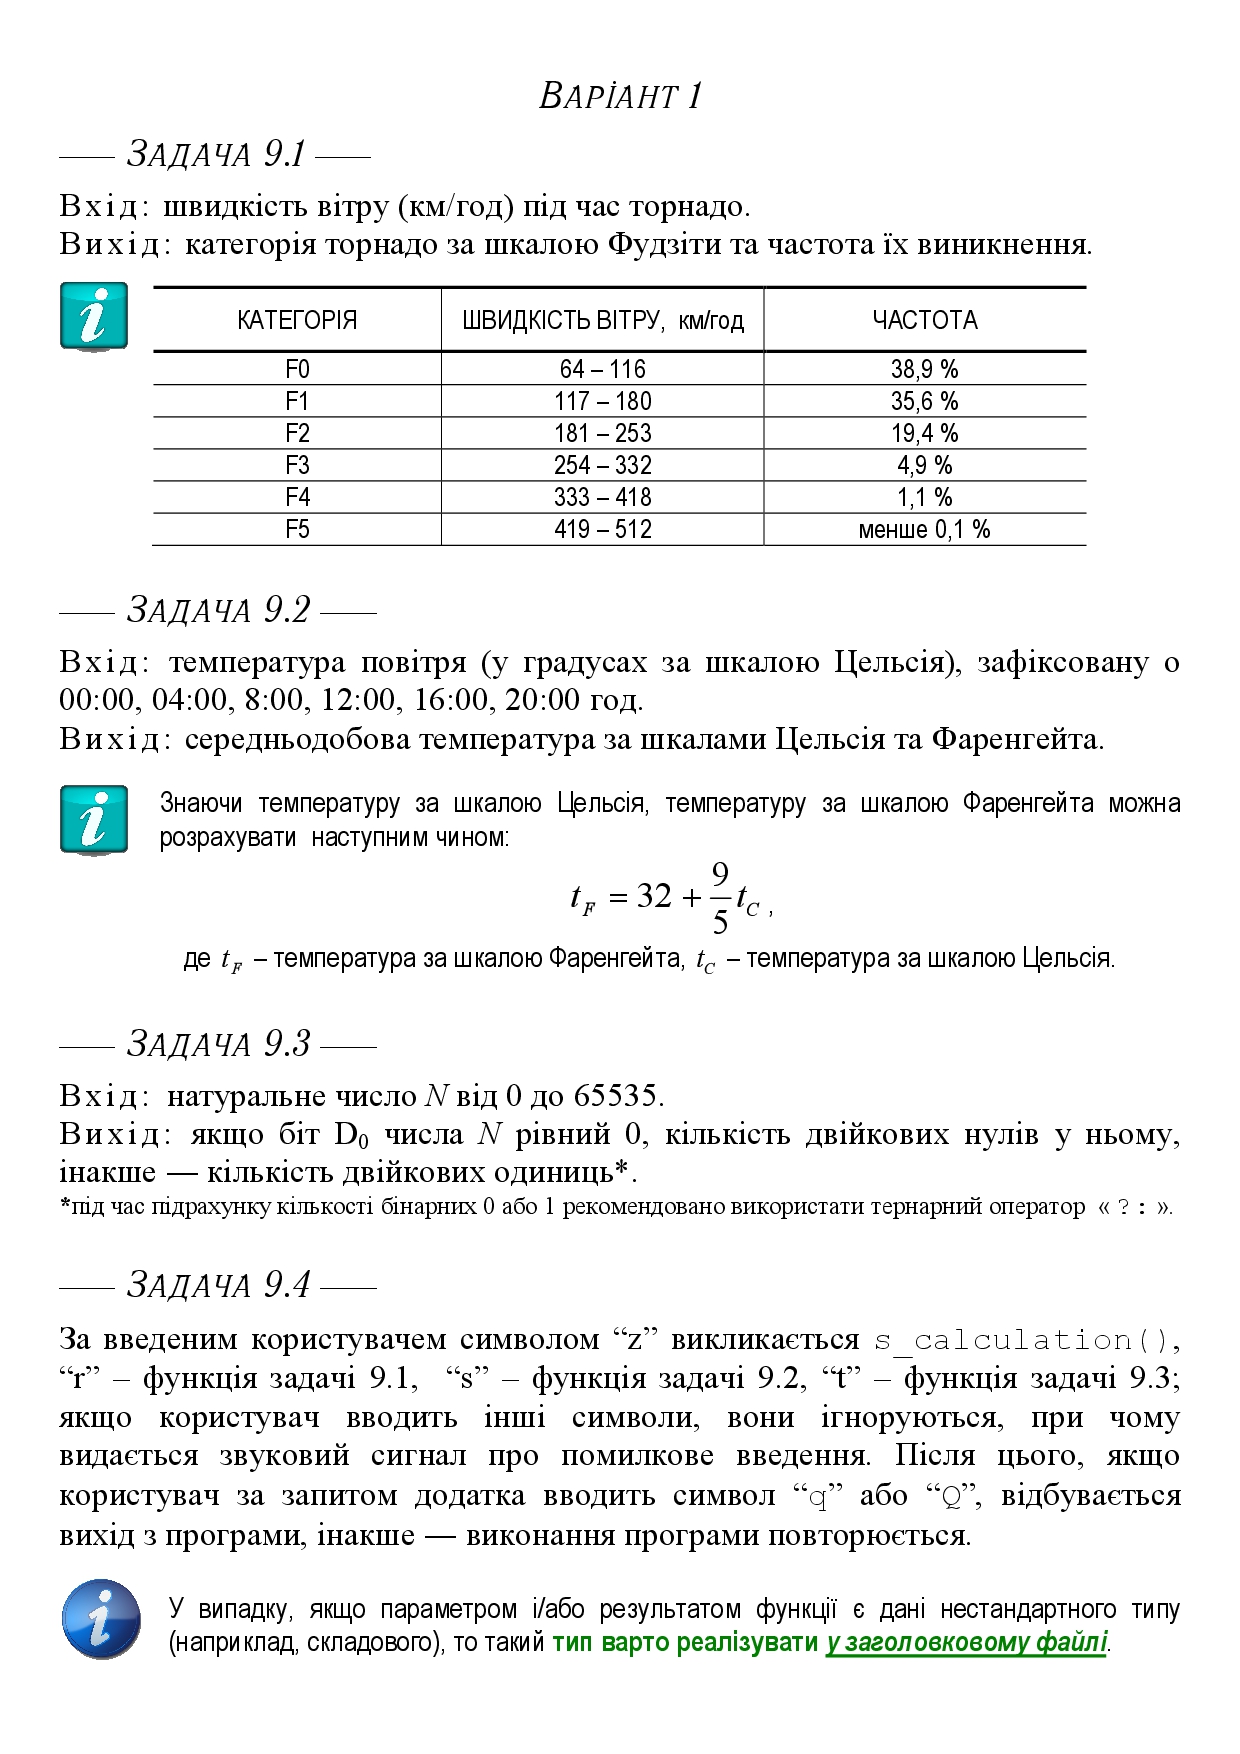 ВАРІАНТ 1
ЗАДАЧА 9.1
Вхід: швидкість вітру (км/год) під час торнадо.
Вихід: категорія торнадо за шкалою Фудзіти та частота їх виникнення.
КАТЕГОРІЯ ШВИДКІСТЬ ВІТРУ, км/год ЧАСТОТА
F0 64 – 116 38,9 %
F1 117 – 180 35,6 %
F2 181 – 253 19,4 %
F3 254 – 332 4,9 %
F4 333 – 418 1,1 %
F5 419 – 512 менше 0,1 %
ЗАДАЧА 9.2
Вхід: температура повітря (у градусах за шкалою Цельсія), зафіксовану о
00:00, 04:00, 8:00, 12:00, 16:00, 20:00 год.
Вихід: середньодобова температура за шкалами Цельсія та Фаренгейта.
Знаючи температуру за шкалою Цельсія, температуру за шкалою Фаренгейта можна
розрахувати наступним чином:
t_F = 32 + 9/5 t_C ,
де t_F – температура за шкалою Фаренгейта, t_C – температура за шкалою Цельсія.
ЗАДАЧА 9.3
Вхід: натуральне число N від 0 до 65535.
Вихід: якщо біт D₀ числа N рівний 0, кількість двійкових нулів у ньому,
інакше — кількість двійкових одиниць*.
*під час підрахунку кількості бінарних 0 або 1 рекомендовано використати тернарний оператор « ? : ».
ЗАДАЧА 9.4
За введеним користувачем символом “z” викликається s_calculation(),
“r” – функція задачі 9.1, “s” – функція задачі 9.2, “t” – функція задачі 9.3;
якщо користувач вводить інші символи, вони ігноруються, при чому
видається звуковий сигнал про помилкове введення. Після цього, якщо
користувач за запитом додатка вводить символ “q” або “Q”, відбувається
вихід з програми, інакше — виконання програми повторюється.
У випадку, якщо параметром і/або результатом функції є дані нестандартного типу
(наприклад, складового), то такий тип варто реалізувати у заголовковому файлі.